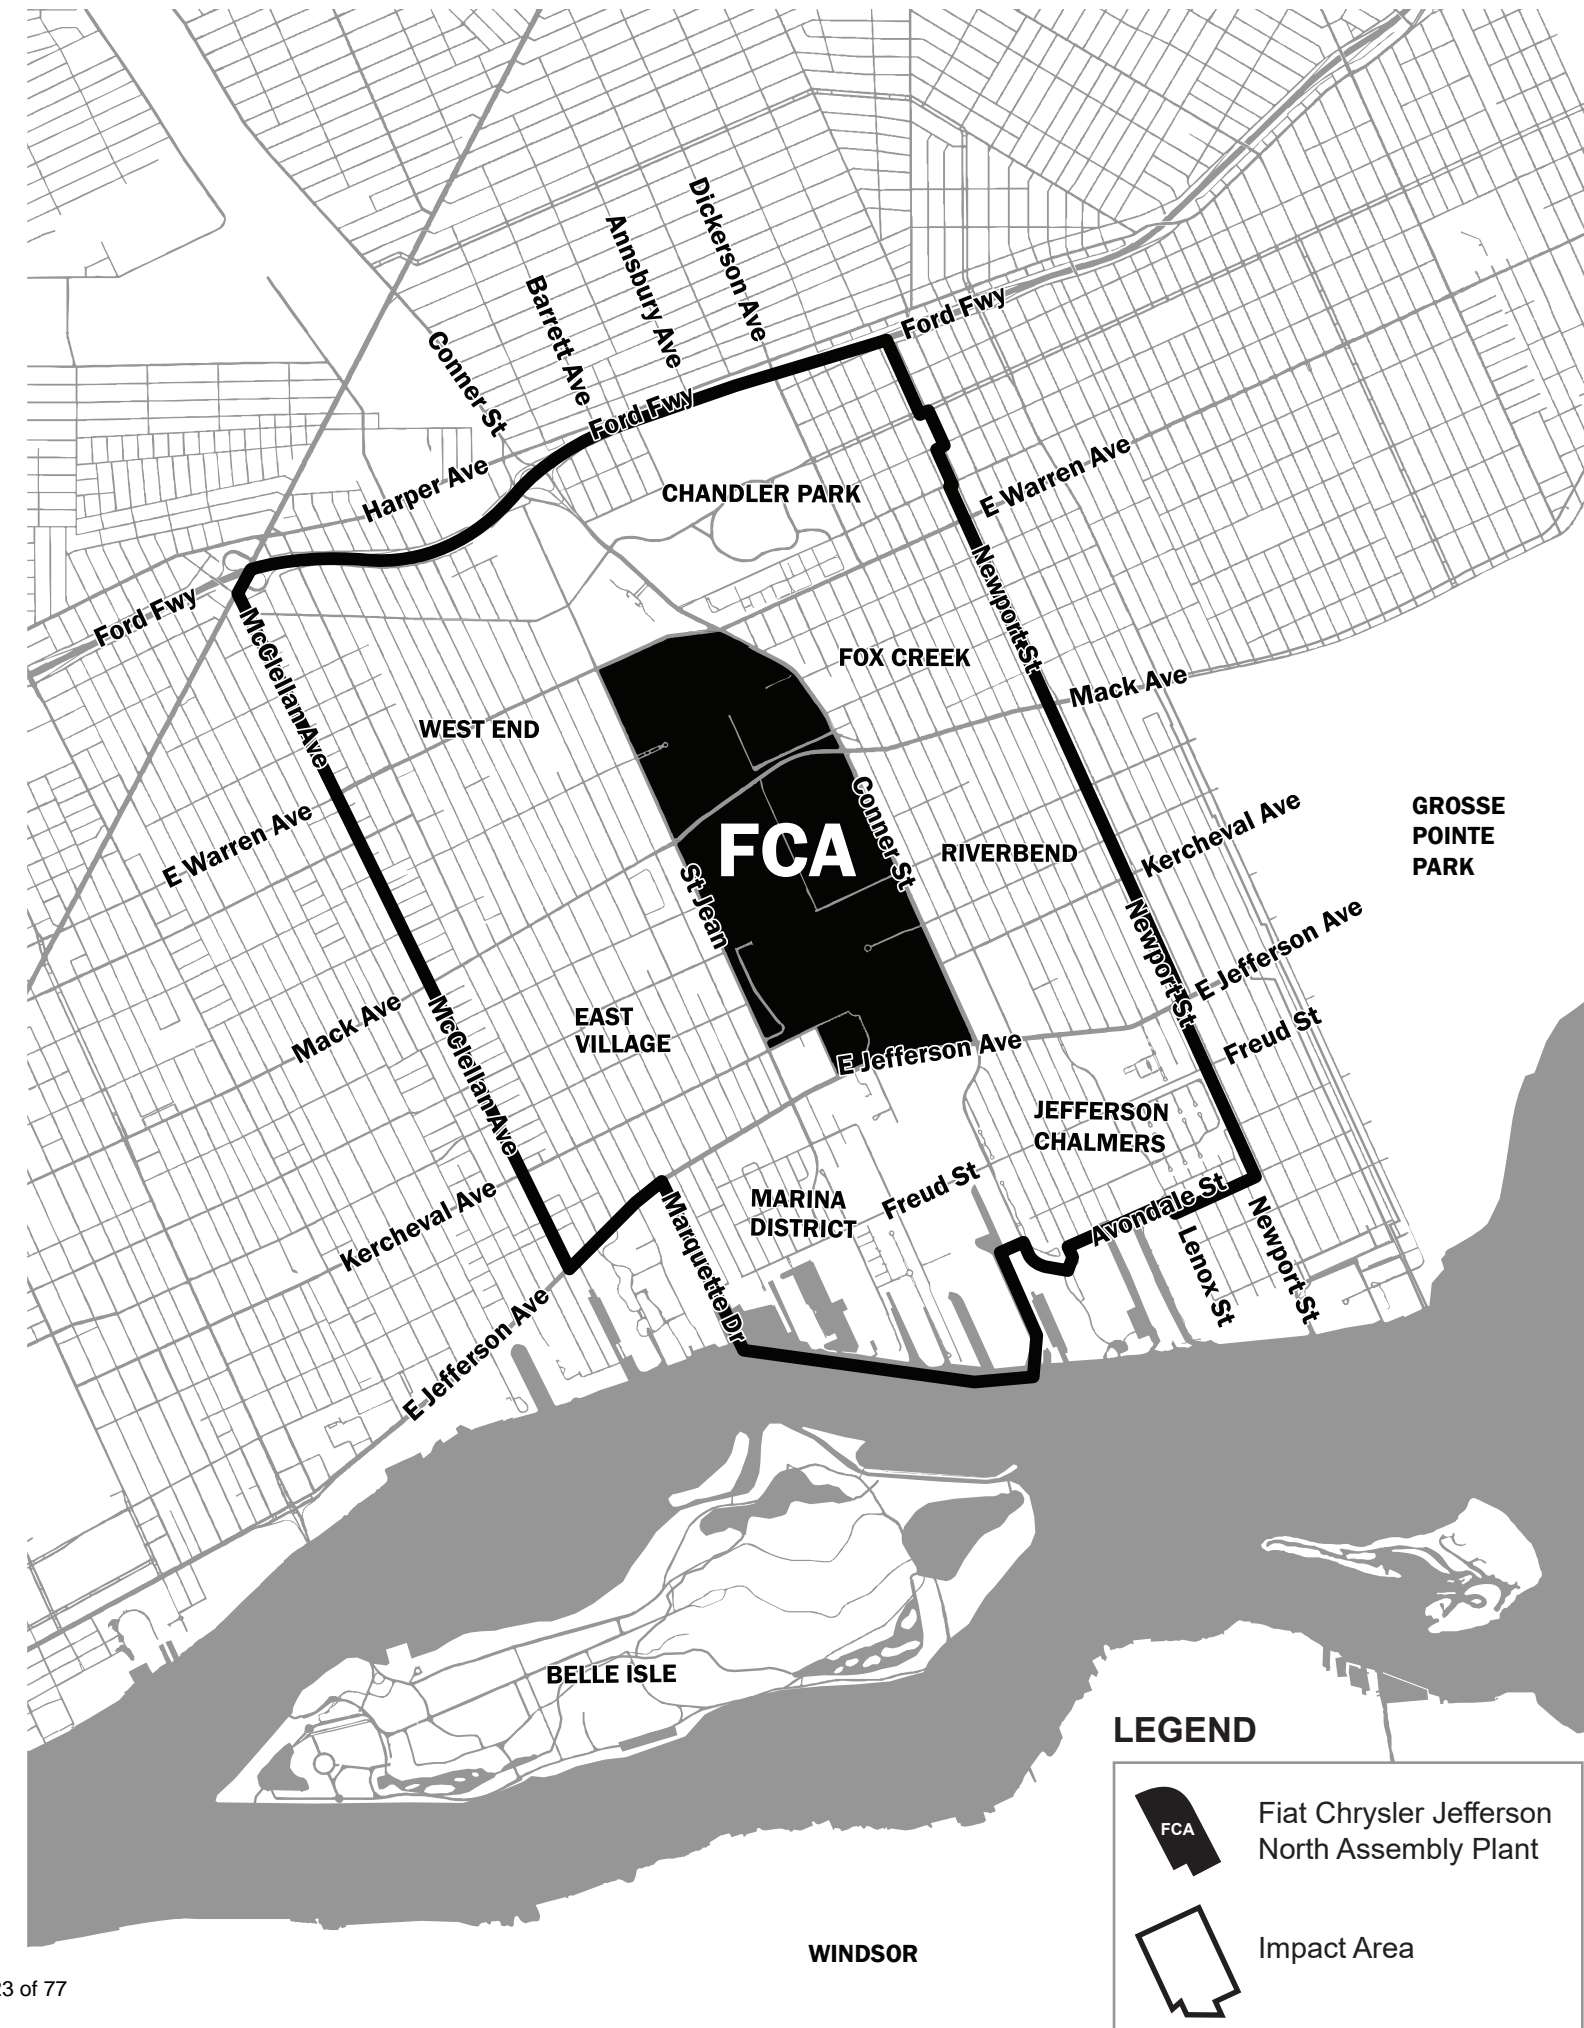 Dickerson Ave
Annsbury Ave
Barrett Ave
Conner St
Ford Fwy
Ford Fwy
Harper Ave
CHANDLER PARK
E Warren Ave
Ford Fwy
McClellan Ave
Newport St
FOX CREEK
Mack Ave
WEST END
E Warren Ave
FCA
Conner St
St Jean
RIVERBEND
Kercheval Ave
GROSSE
POINTE
PARK
Newport St
E Jefferson Ave
Mack Ave
McClellan Ave
EAST
VILLAGE
E Jefferson Ave
Freud St
JEFFERSON
CHALMERS
Kercheval Ave
MARINA
DISTRICT
Freud St
Avondale St
Marquette Dr
Lenox St
Newport St
E Jefferson Ave
BELLE ISLE
LEGEND
FCA
Fiat Chrysler Jefferson
North Assembly Plant
Impact Area
WINDSOR
23 of 77